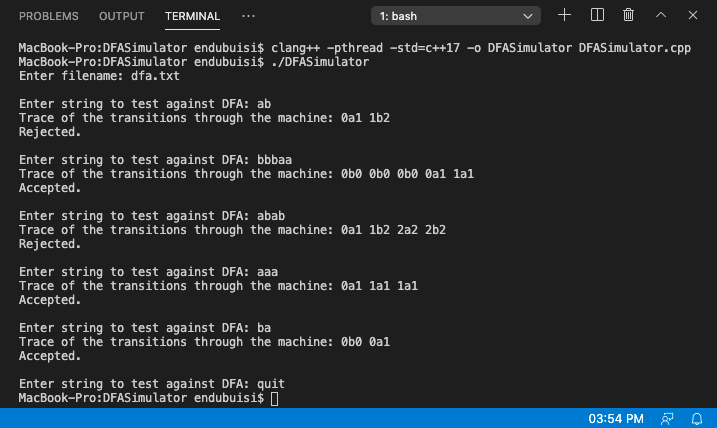 PROBLEMS OUTPUT TERMINAL ... 1: bash
MacBook-Pro:DFASimulator endubuisi$ clang++ -pthread -std=c++17 -o DFASimulator DFASimulator.cpp
MacBook-Pro:DFASimulator endubuisi$ ./DFASimulator
Enter filename: dfa.txt
Enter string to test against DFA: ab
Trace of the transitions through the machine: 0a1 1b2
Rejected.
Enter string to test against DFA: bbbaa
Trace of the transitions through the machine: 0b0 0b0 0b0 0a1 1a1
Accepted.
Enter string to test against DFA: abab
Trace of the transitions through the machine: 0a1 1b2 2a2 2b2
Rejected.
Enter string to test against DFA: aaa
Trace of the transitions through the machine: 0a1 1a1 1a1
Accepted.
Enter string to test against DFA: ba
Trace of the transitions through the machine: 0b0 0a1
Accepted.
Enter string to test against DFA: quit
MacBook-Pro:DFASimulator endubuisi$
03:54 PM